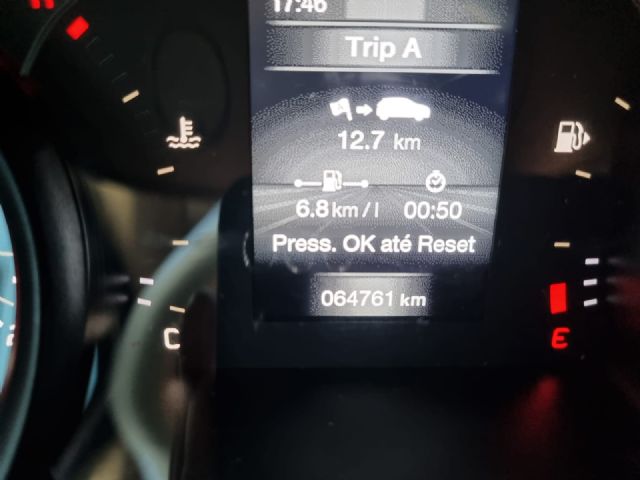 17:46
H
Trip A
A
12.7 km
6.8 km/l 00:50
Press. OK até Reset
064761 km
C
E